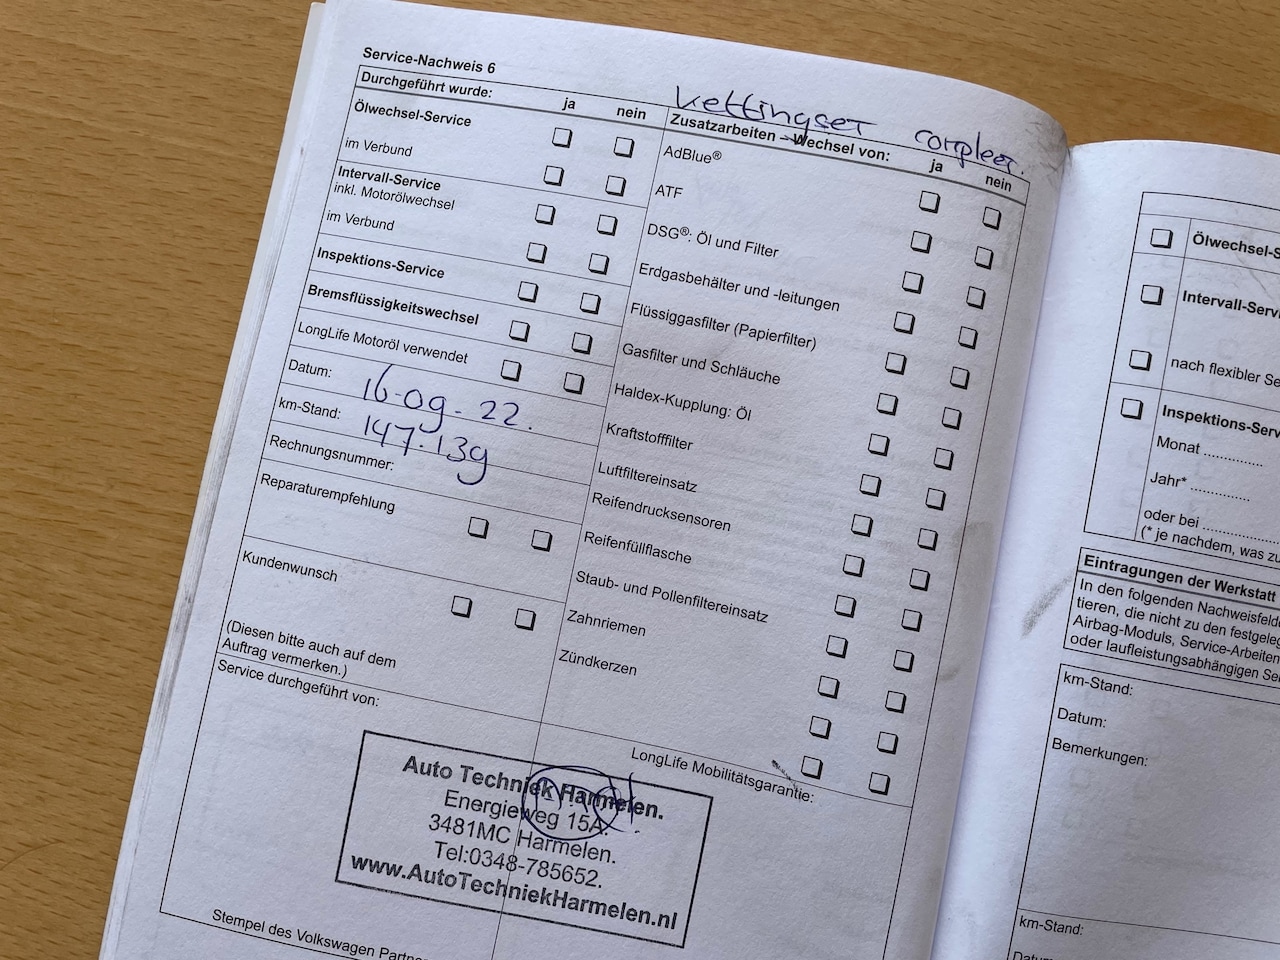 Service-Nachweis 6
Durchgeführt wurde:
ja
nein
Ölwechsel-Service
im Verbund
Intervall-Service
inkl. Motorölwechsel
im Verbund
Inspektions-Service
Bremsflüssigkeitswechsel
LongLife Motoröl verwendet
Datum: 16-09-22.
km-Stand: 147.139
Rechnungsnummer:
Reparaturempfehlung
Kundenwunsch
(Diesen bitte auch auf dem
Auftrag vermerken.)
Service durchgeführt von:
Kettingset compleet.
Zusatzarbeiten – Wechsel von:
ja
nein
AdBlue®
ATF
DSG®: Öl und Filter
Erdgasbehälter und -leitungen
Flüssiggasfilter (Papierfilter)
Gasfilter und Schläuche
Haldex-Kupplung: Öl
Kraftstofffilter
Luftfiltereinsatz
Reifendrucksensoren
Reifenfüllflasche
Staub- und Pollenfiltereinsatz
Zahnriemen
Zündkerzen
LongLife Mobilitätsgarantie:
Auto Techniek Harmelen.
Energieweg 15A.
3481MC Harmelen.
Tel:0348-785652.
www.AutoTechniekHarmelen.nl
Stempel des Volkswagen
Ölwechsel-S
Intervall-Serv
nach flexibler Se
Inspektions-Serv
Monat ..............
Jahr* ..............
oder bei ..................
(* je nachdem, was zu
Eintragungen der Werkstatt
In den folgenden Nachweisfelde
tieren, die nicht zu den festgeleg
Airbag-Moduls, Service-Arbeiten
oder laufleistungsabhängigen Ser
km-Stand:
Datum:
Bemerkungen:
km-Stand: